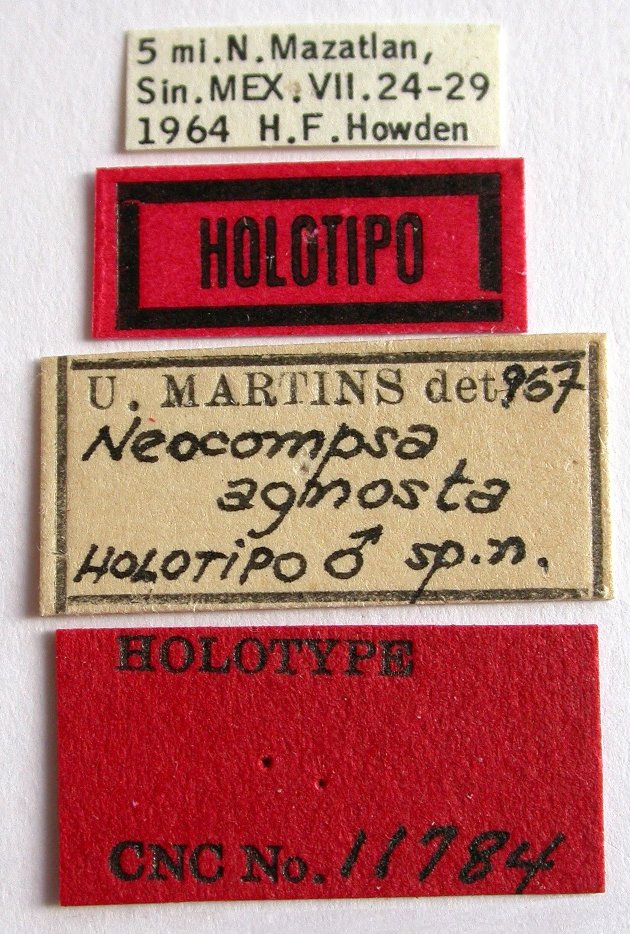 5 mi.N.Mazatlan,
Sin.MEX.VII.24-29
1964 H.F.Howden
HOLOTIPO
U. MARTINS det. 967
Neocompsa
agnosta
HOLOTIPO ♂ sp.n.
HOLOTYPE
CNC No. 11784